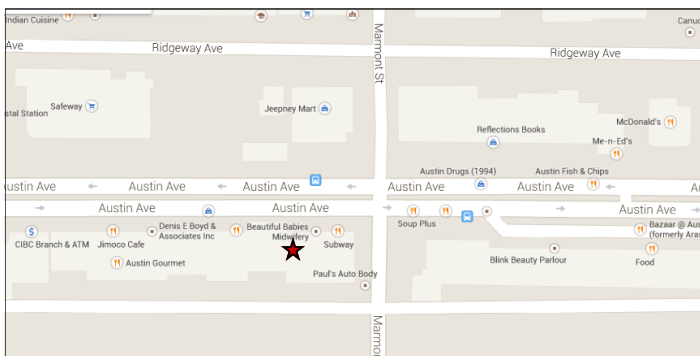 Indian Cuisine
Canuc
Ave
Ridgeway Ave
Marmont St
Ridgeway Ave
Safeway
stal Station
Jeepney Mart
McDonald's
Reflections Books
Me-n-Ed's
Austin Drugs (1994)
Austin Fish & Chips
ustin Ave
Austin Ave
Austin Ave
Austin Ave
Austin Ave
Au
Austin Ave
Austin Ave
Austin Ave
CIBC Branch & ATM
Jimoco Cafe
Denis E Boyd &
Associates Inc
Beautiful Babies
Midwifery
Subway
Soup Plus
Bazaar @ Aus
(formerly Aras
Austin Gourmet
Paul's Auto Body
Blink Beauty Parlour
Food
Marmo